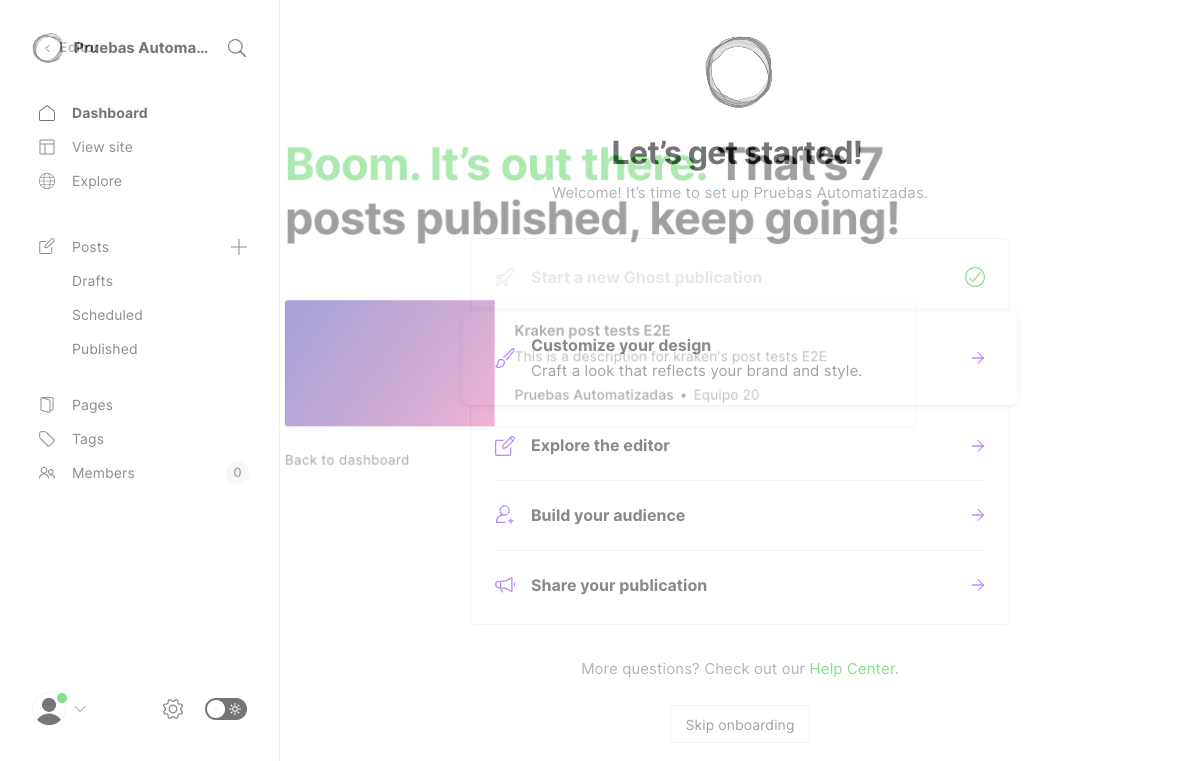 Editor
Pruebas Automa...
Dashboard
View site
Explore
Posts
Drafts
Scheduled
Published
Pages
Tags
Members
0
Let's get started!
Boom. It's out there. That's 7
posts published, keep going!
Welcome! It's time to set up Pruebas Automatizadas.
Start a new Ghost publication
Kraken post tests E2E
This is a description for kraken's post tests E2E
Pruebas Automatizadas • Equipo 20
Back to dashboard
Customize your design
Craft a look that reflects your brand and style.
Explore the editor
Build your audience
Share your publication
More questions? Check out our Help Center.
Skip onboarding